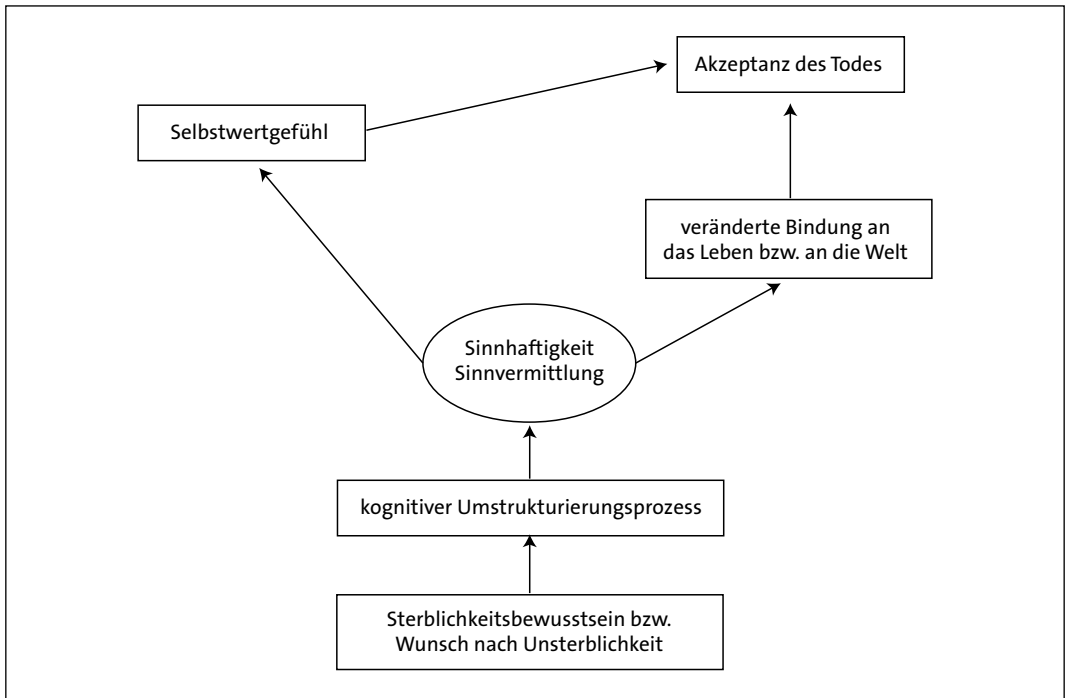 Akzeptanz des Todes
Selbstwertgefühl
veränderte Bindung an
das Leben bzw. an die Welt
Sinnhaftigkeit
Sinnvermittlung
kognitiver Umstrukturierungsprozess
Sterblichkeitsbewusstsein bzw.
Wunsch nach Unsterblichkeit